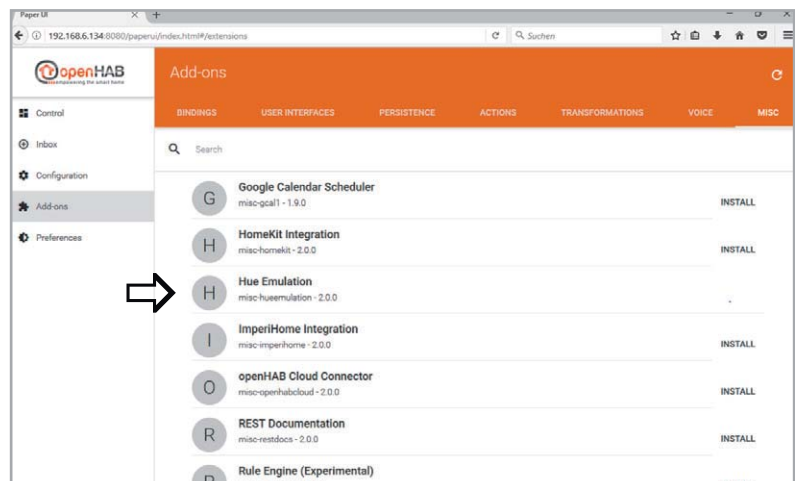 Paper UI
192.168.6.134:8080/paperui/index.html#/extensions
Suchen
openHAB
empowering the smart home
Add-ons
Control
Inbox
Configuration
Add-ons
Preferences
BINDINGS USER INTERFACES PERSISTENCE ACTIONS TRANSFORMATIONS VOICE MISC
Search
G
Google Calendar Scheduler
misc-gcal1 - 1.9.0
INSTALL
H
HomeKit Integration
misc-homekit - 2.0.0
INSTALL
H
Hue Emulation
misc-hueemulation - 2.0.0
I
ImperiHome Integration
misc-imperihome - 2.0.0
INSTALL
O
openHAB Cloud Connector
misc-openhabcloud - 2.0.0
INSTALL
R
REST Documentation
misc-restdocs - 2.0.0
INSTALL
R
Rule Engine (Experimental)